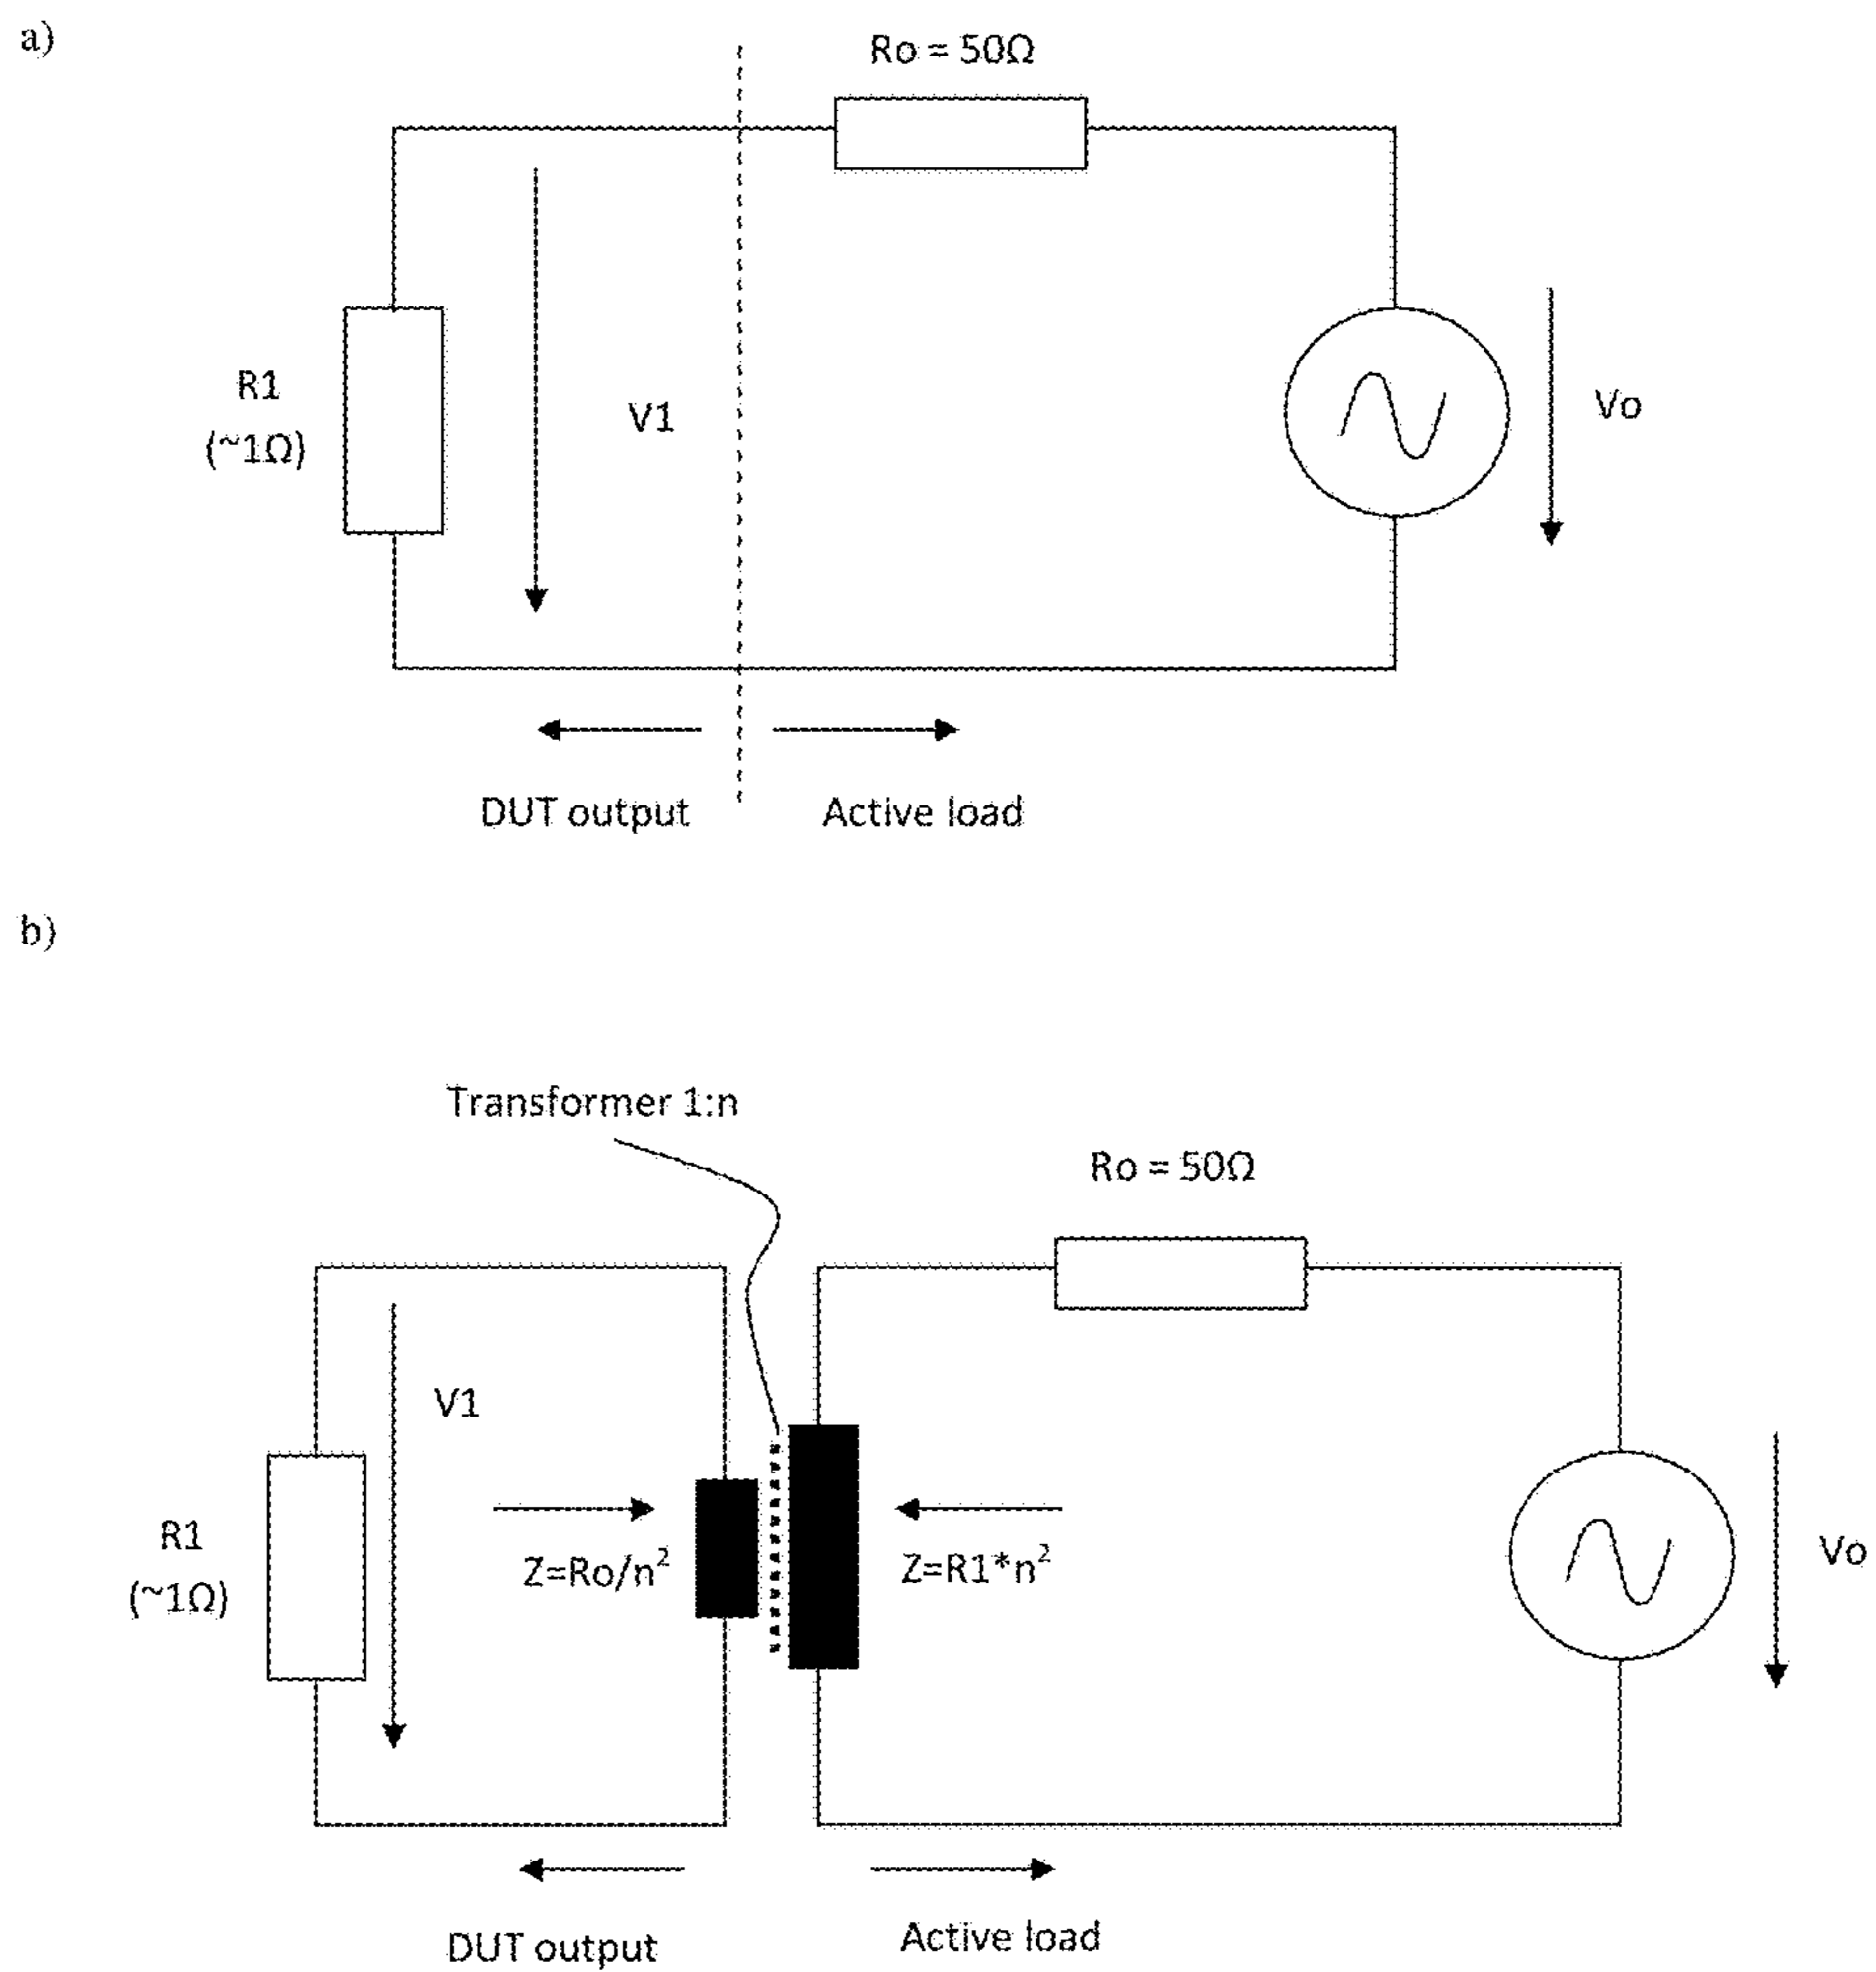 a)
Ro = 50Ω
R1
(~1Ω)
V1
Vo
DUT output
Active load
b)
Transformer 1:n
Ro = 50Ω
V1
R1
(~1Ω)
Z=Ro/n²
Z=R1*n²
Vo
DUT output
Active load